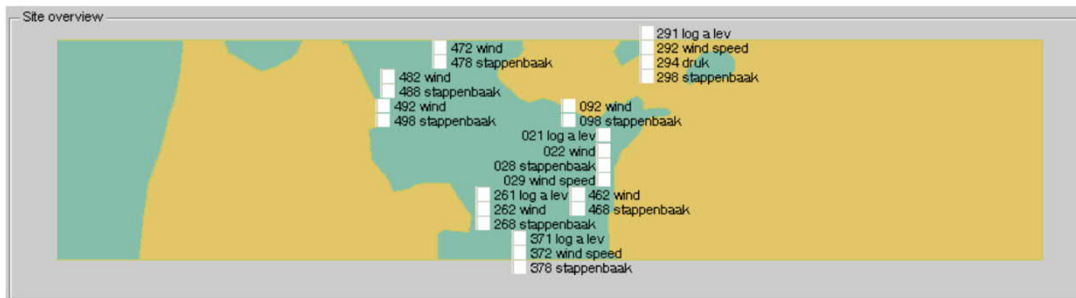 Site overview
291 log a lev
292 wind speed
294 druk
298 stappenbaak
472 wind
478 stappenbaak
482 wind
488 stappenbaak
492 wind
498 stappenbaak
092 wind
098 stappenbaak
021 log a lev
022 wind
028 stappenbaak
029 wind speed
261 log a lev
262 wind
268 stappenbaak
462 wind
468 stappenbaak
371 log a lev
372 wind speed
378 stappenbaak